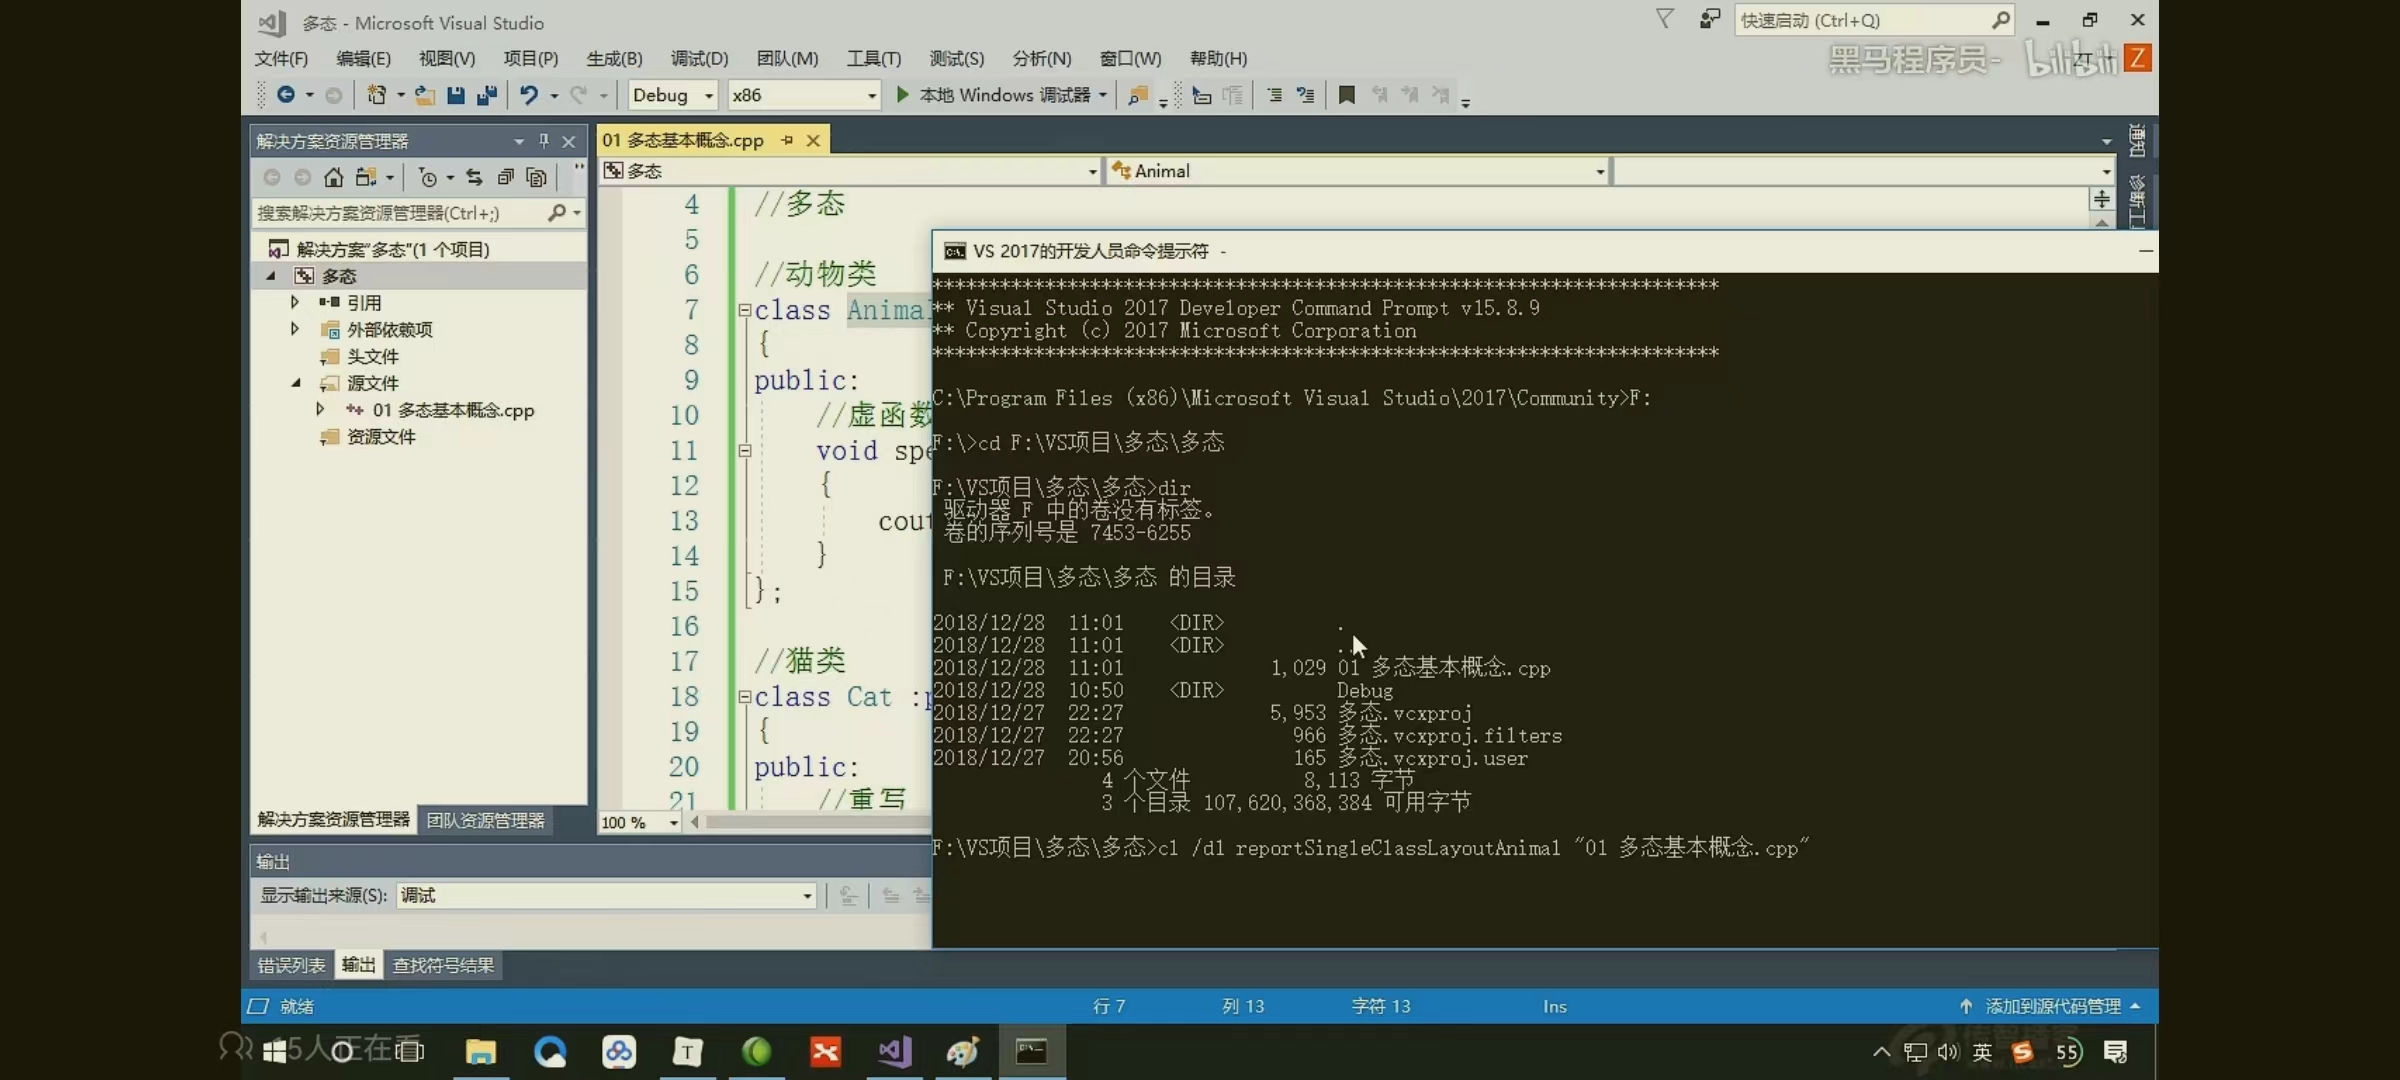 多态 - Microsoft Visual Studio
快速启动 (Ctrl+Q)
文件(F) 编辑(E) 视图(V) 项目(P) 生成(B) 调试(D) 团队(M) 工具(T) 测试(S) 分析(N) 窗口(W) 帮助(H)
黑马程序员- bilibili
Z
Debug x86 本地 Windows 调试器
解决方案资源管理器
搜索解决方案资源管理器(Ctrl+;)
解决方案"多态"(1 个项目)
多态
引用
外部依赖项
头文件
源文件
01 多态基本概念.cpp
资源文件
解决方案资源管理器 团队资源管理器
01 多态基本概念.cpp
多态 Animal
通知
诊断工
4 //多态
5
6 //动物类
7 class Animal
8 {
9 public:
10 //虚函数
11 void spe
12 {
13 cout
14 }
15 };
16
17 //猫类
18 class Cat :p
19 {
20 public:
21 //重写
100 %
VS 2017的开发人员命令提示符 -
**********************************************************************
** Visual Studio 2017 Developer Command Prompt v15.8.9
** Copyright (c) 2017 Microsoft Corporation
**********************************************************************
C:\Program Files (x86)\Microsoft Visual Studio\2017\Community>F:
F:\>cd F:\VS项目\多态\多态
F:\VS项目\多态\多态>dir
驱动器 F 中的卷没有标签。
卷的序列号是 7453-6255
F:\VS项目\多态\多态 的目录
2018/12/28 11:01 <DIR> .
2018/12/28 11:01 <DIR> ..
2018/12/28 11:01 1,029 01 多态基本概念.cpp
2018/12/28 10:50 <DIR> Debug
2018/12/27 22:27 5,953 多态.vcxproj
2018/12/27 22:27 966 多态.vcxproj.filters
2018/12/27 20:56 165 多态.vcxproj.user
4 个文件 8,113 字节
3 个目录 107,620,368,384 可用字节
F:\VS项目\多态\多态>cl /d1 reportSingleClassLayoutAnimal "01 多态基本概念.cpp"
输出
显示输出来源(S): 调试
错误列表 输出 查找符号结果
就绪 行 7 列 13 字符 13 Ins 添加到源代码管理
5人正在看
T
英
55